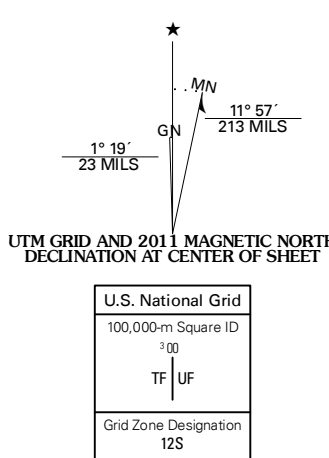 ★
MN
11° 57´
213 MILS
GN
1° 19´
23 MILS
UTM GRID AND 2011 MAGNETIC NORTH
DECLINATION AT CENTER OF SHEET
U.S. National Grid
100,000-m Square ID
³00
TF UF
Grid Zone Designation
12S